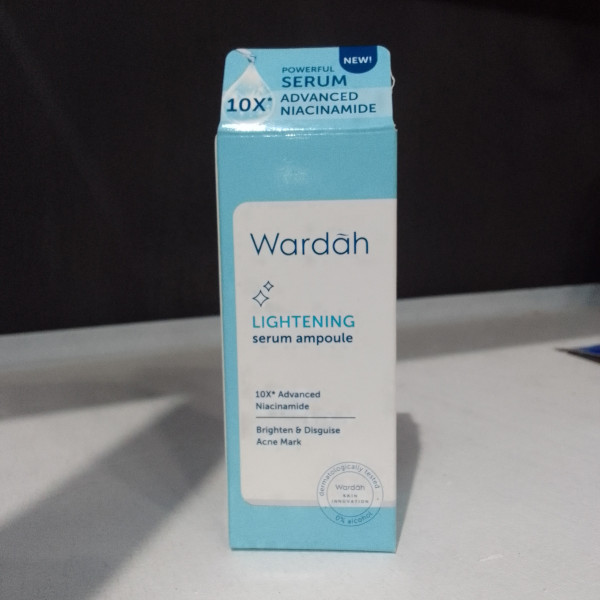 NEW!
POWERFUL
SERUM
10X*
ADVANCED
NIACINAMIDE
Wardah
LIGHTENING
serum ampoule
10X* Advanced
Niacinamide
Brighten & Disguise
Acne Mark
dermatologically tested
Wardah
SKIN
INNOVATION
0% alcohol